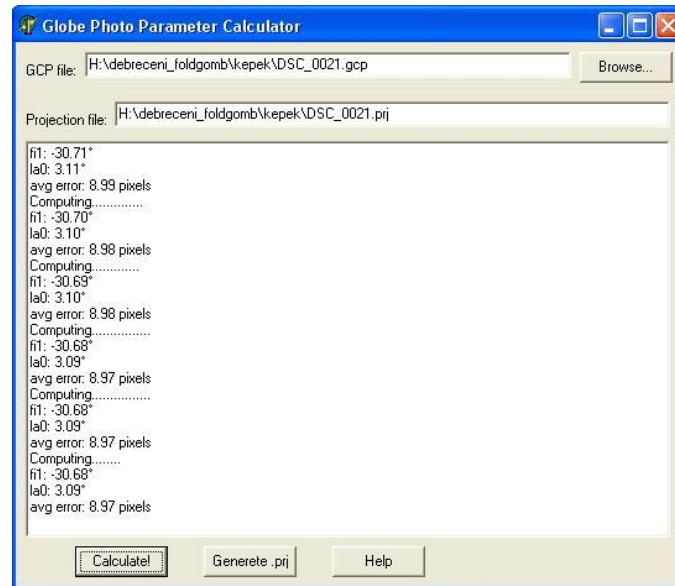 Globe Photo Parameter Calculator
GCP file: H:\debreceni_foldgomb\kepek\DSC_0021.gcp Browse...
Projection file: H:\debreceni_foldgomb\kepek\DSC_0021.prj
fi1: -30.71°
la0: 3.11°
avg error: 8.99 pixels
Computing..............
fi1: -30.70°
la0: 3.10°
avg error: 8.98 pixels
Computing.............
fi1: -30.69°
la0: 3.10°
avg error: 8.98 pixels
Computing................
fi1: -30.68°
la0: 3.09°
avg error: 8.97 pixels
Computing................
fi1: -30.68°
la0: 3.09°
avg error: 8.97 pixels
Computing........
fi1: -30.68°
la0: 3.09°
avg error: 8.97 pixels
Calculate! Generete .prj Help